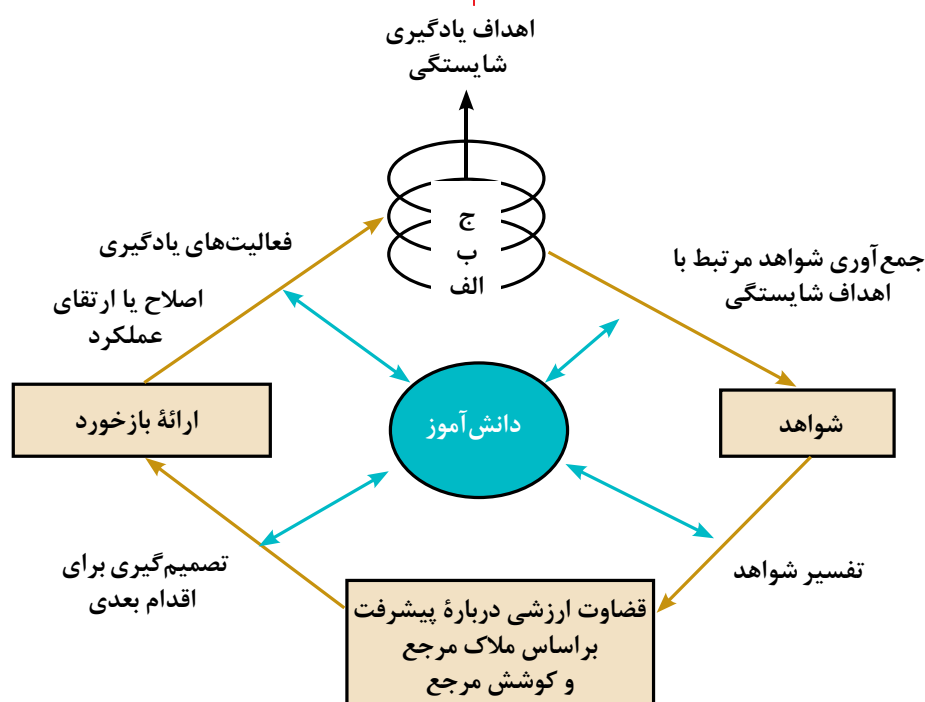 اهداف یادگیری
شایستگی
ج
ب
الف
فعالیت‌های یادگیری
اصلاح یا ارتقای
عملکرد
جمع‌آوری شواهد مرتبط با
اهداف شایستگی
ارائهٔ بازخورد
دانش‌آموز
شواهد
تصمیم‌گیری برای
اقدام بعدی
تفسیر شواهد
قضاوت ارزشی دربارهٔ پیشرفت
براساس ملاک مرجع
و کوشش مرجع